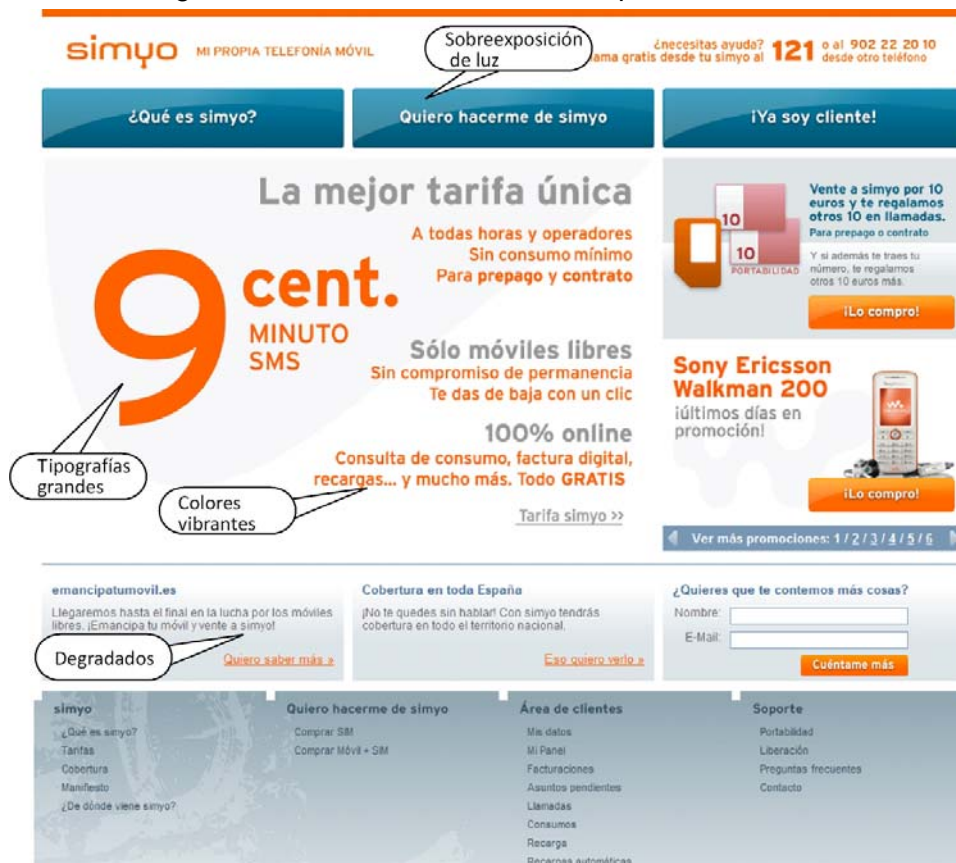 simyo MI PROPIA TELEFONÍA MÓVIL
Sobreexposición
de luz
¿necesitas ayuda?
lama gratis desde tu simyo al 121 o al 902 22 20 10
desde otro teléfono
¿Qué es simyo?
Quiero hacerme de simyo
¡Ya soy cliente!
La mejor tarifa única
A todas horas y operadores
Sin consumo mínimo
Para prepago y contrato
9 cent.
MINUTO
SMS
Sólo móviles libres
Sin compromiso de permanencia
Te das de baja con un clic
100% online
Consulta de consumo, factura digital,
recargas... y mucho más. Todo GRATIS
Tarifa simyo >>
Tipografías
grandes
Colores
vibrantes
10
10
PORTABILIDAD
Vente a simyo por 10
euros y te regalamos
otros 10 en llamadas.
Para prepago o contrato
Y si además te traes tu
número, te regalamos
otros 10 euros más.
¡Lo compro!
Sony Ericsson
Walkman 200
¡últimos días en
promoción!
¡Lo compro!
Ver más promociones: 1 / 2 / 3 / 4 / 5 / 6
emancipatumovil.es
Llegaremos hasta el final en la lucha por los móviles
libres. ¡Emancipa tu móvil y vente a simyo!
Quiero saber más »
Degradados
Cobertura en toda España
¡No te quedes sin hablar! Con simyo tendrás
cobertura en todo el territorio nacional.
Eso quiero verlo »
¿Quieres que te contemos más cosas?
Nombre:
E-Mail:
Cuéntame más
simyo
¿Qué es simyo?
Tarifas
Cobertura
Manifiesto
¿De dónde viene simyo?
Quiero hacerme de simyo
Comprar SIM
Comprar Móvil + SIM
Área de clientes
Mis datos
Mi Panel
Facturaciones
Asuntos pendientes
Llamadas
Consumos
Recarga
Recargas automáticas
Soporte
Portabilidad
Liberación
Preguntas frecuentes
Contacto